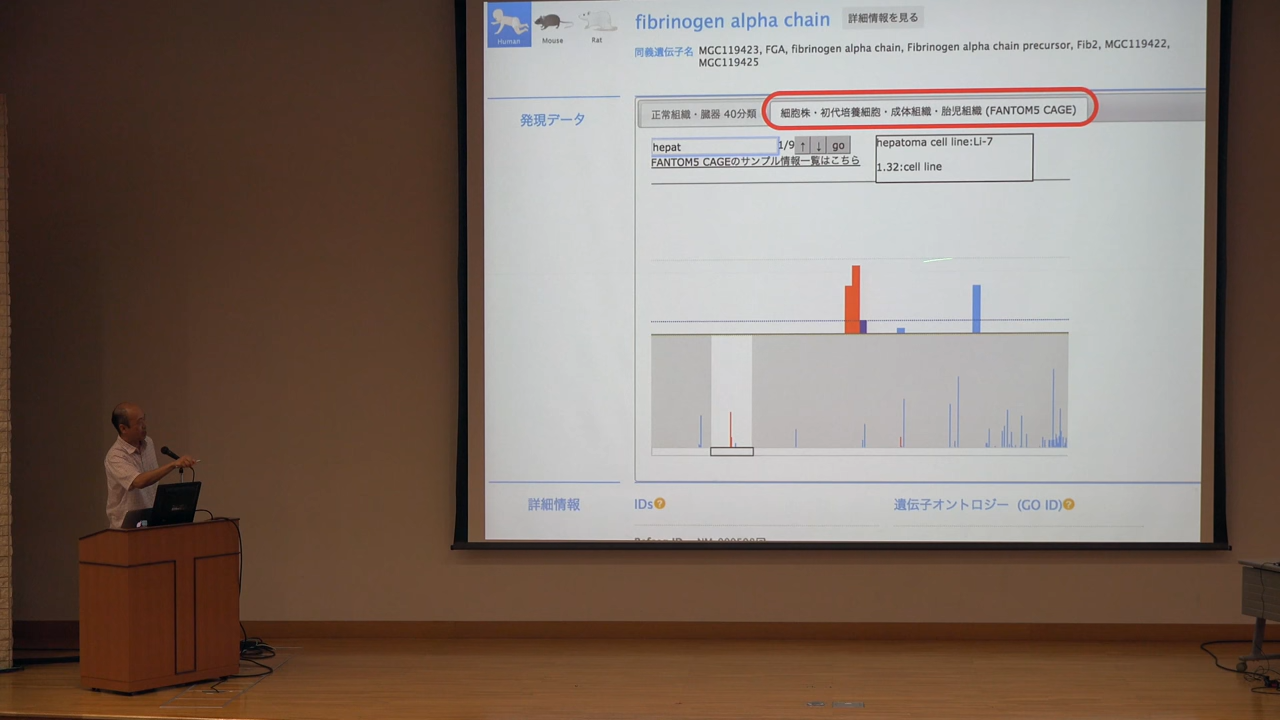 Human
Mouse
Rat
fibrinogen alpha chain 詳細情報を見る
同義遺伝子名 MGC119423, FGA, fibrinogen alpha chain, Fibrinogen alpha chain precursor, Fib2, MGC119422,
MGC119425
発現データ
正常組織・臓器 40分類
細胞株・初代培養細胞・成体組織・胎児組織 (FANTOM5 CAGE)
hepat 1/9 ↑ ↓ go
FANTOM5 CAGEのサンプル情報一覧はこちら
hepatoma cell line:Li-7
1.32:cell line
詳細情報
IDs?
遺伝子オントロジー (GO ID)?